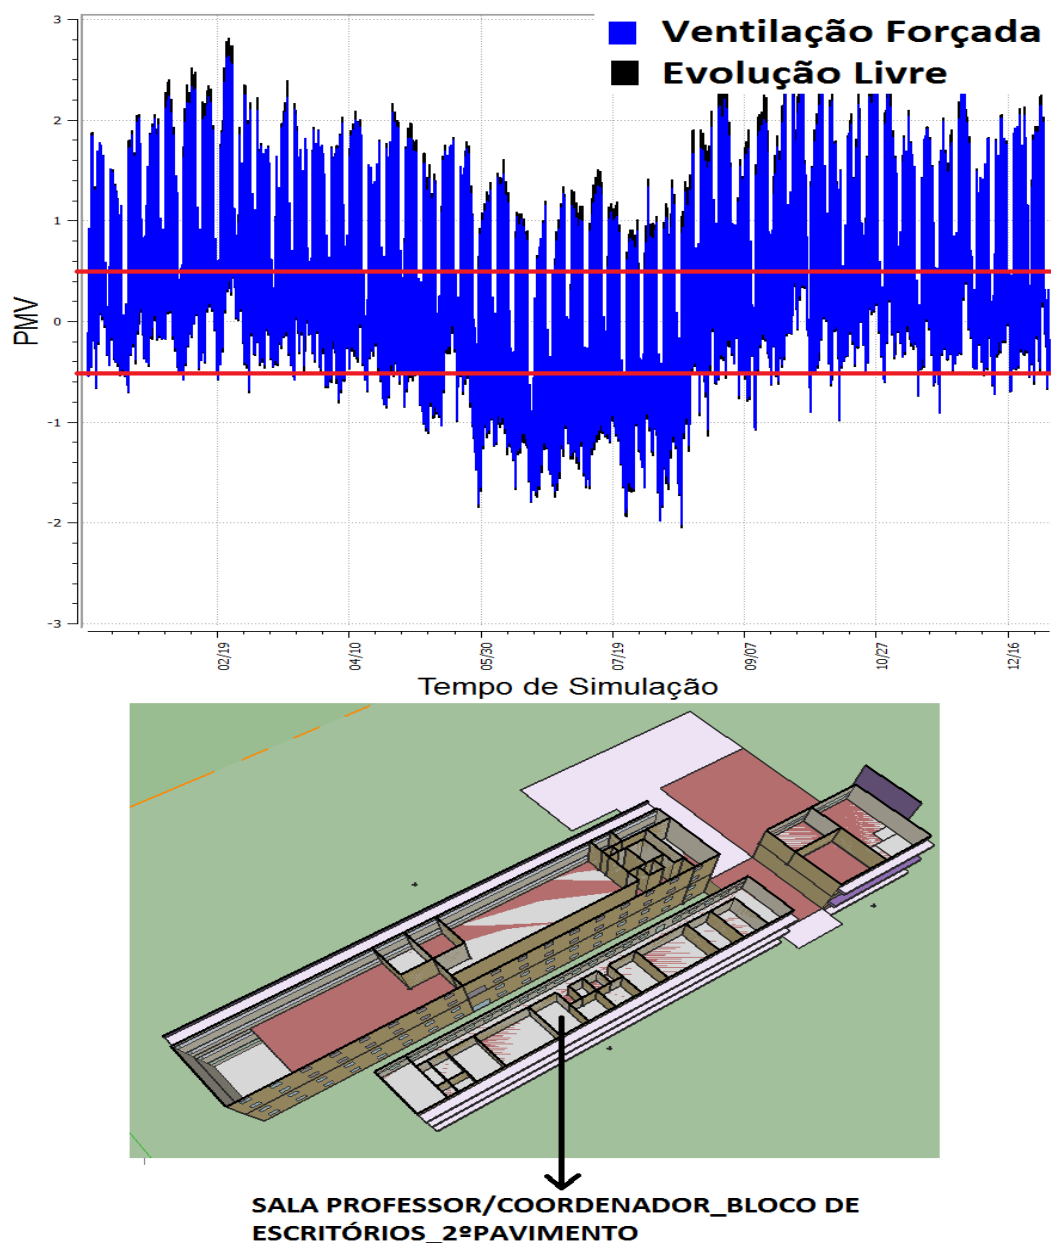 Ventilação Forçada
Evolução Livre
3
2
1
0
-1
-2
-3
PMV
02/19
04/10
05/30
07/19
09/07
10/27
12/16
Tempo de Simulação
SALA PROFESSOR/COORDENADOR_BLOCO DE
ESCRITÓRIOS_2ºPAVIMENTO